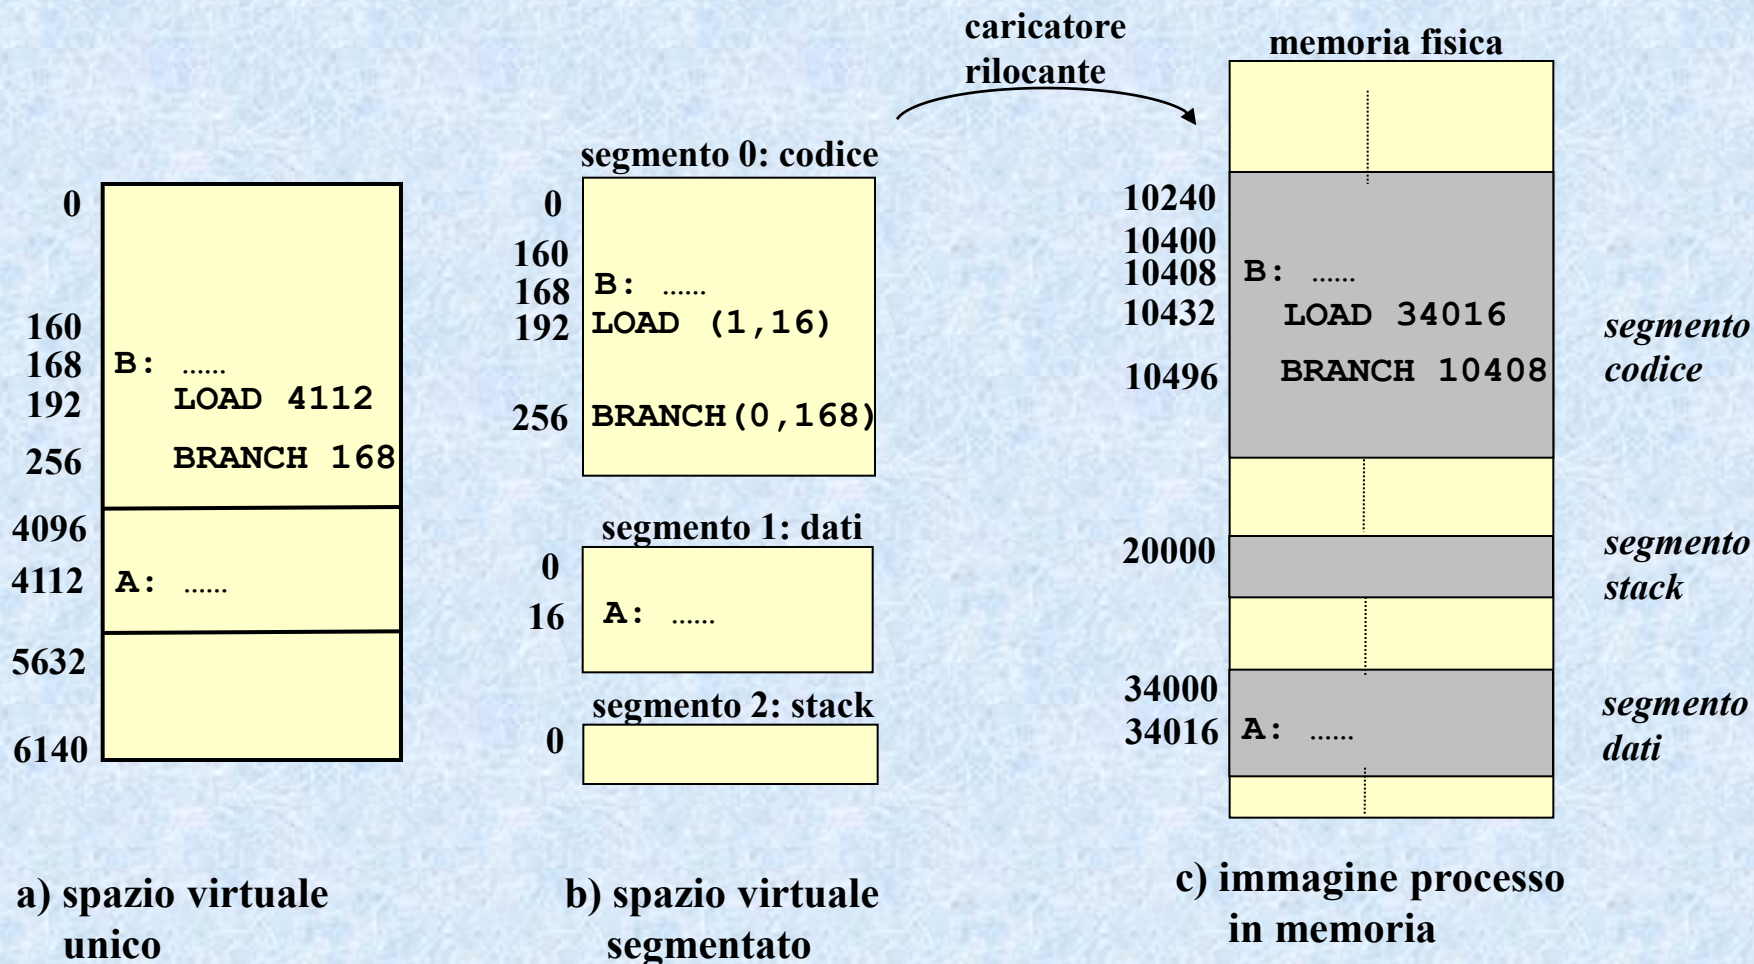 caricatore
rilocante
memoria fisica
segmento 0: codice
0
160
168
192
256
4096
4112
5632
6140
B: ......
LOAD 4112
BRANCH 168
A: ......
0
160
168
192
256
B: ......
LOAD (1,16)
BRANCH(0,168)
segmento 1: dati
0
16
A: ......
segmento 2: stack
0
10240
10400
10408
10432
10496
B: ......
LOAD 34016
BRANCH 10408
segmento
codice
20000
segmento
stack
34000
34016
A: ......
segmento
dati
a) spazio virtuale
unico
b) spazio virtuale
segmentato
c) immagine processo
in memoria